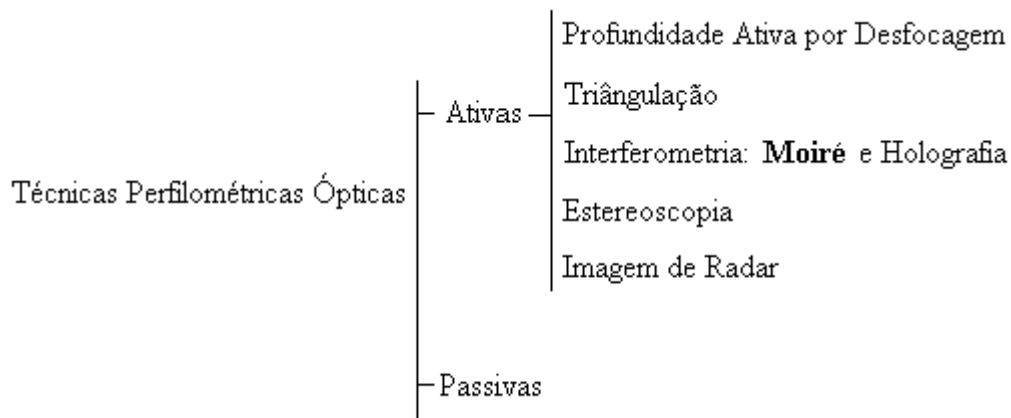 Profundidade Ativa por Desfocagem
Ativas
Triângulação
Interferometria: Moiré e Holografia
Técnicas Perfilométricas Ópticas
Estereoscopia
Imagem de Radar
Passivas